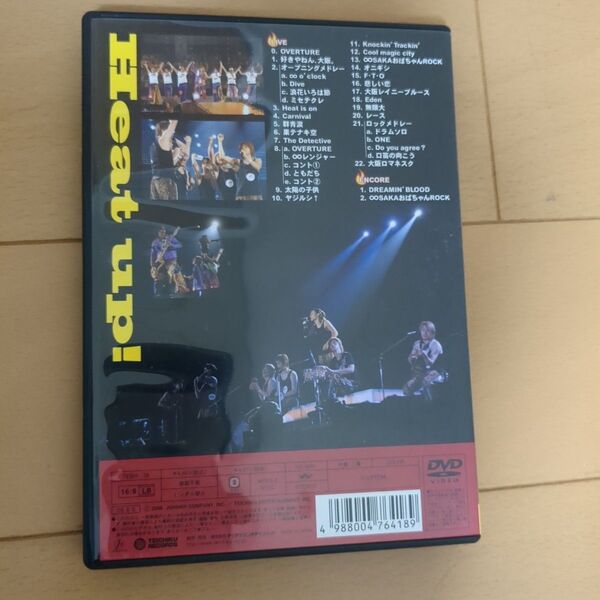 Heat up!
LIVE
0. OVERTURE
1. 好きやねん、大阪。
2. オープニングメドレー
a. oo o'clock
b. Dive
c. 浪花いろは節
d. ミセテクレ
3. Heat is on
4. Carnival
5. 群青涙
6. 果テナキ空
7. The Detective
8. a. OVERTURE
b. ∞レンジャー
c. コント①
d. ともだち
e. コント②
9. 太陽の子供
10. ヤジルシ↑
11. Knockin' Trackin'
12. Cool magic city
13. ∞SAKAおばちゃんROCK
14. オニギシ
15. F・T・O
16. 悲しい恋
17. 大阪レイニーブルース
18. Eden
19. 無限大
20. レース
21. ロックメドレー
a. ドラムソロ
b. ONE
c. Do you agree?
d. 口笛の向こう
22. 大阪ロマネスク
ENCORE
1. DREAMIN' BLOOD
2. ∞SAKAおばちゃんROCK
16:9 LB
DVD
VIDEO
TEICHIKU
RECORDS
4 988004 764189